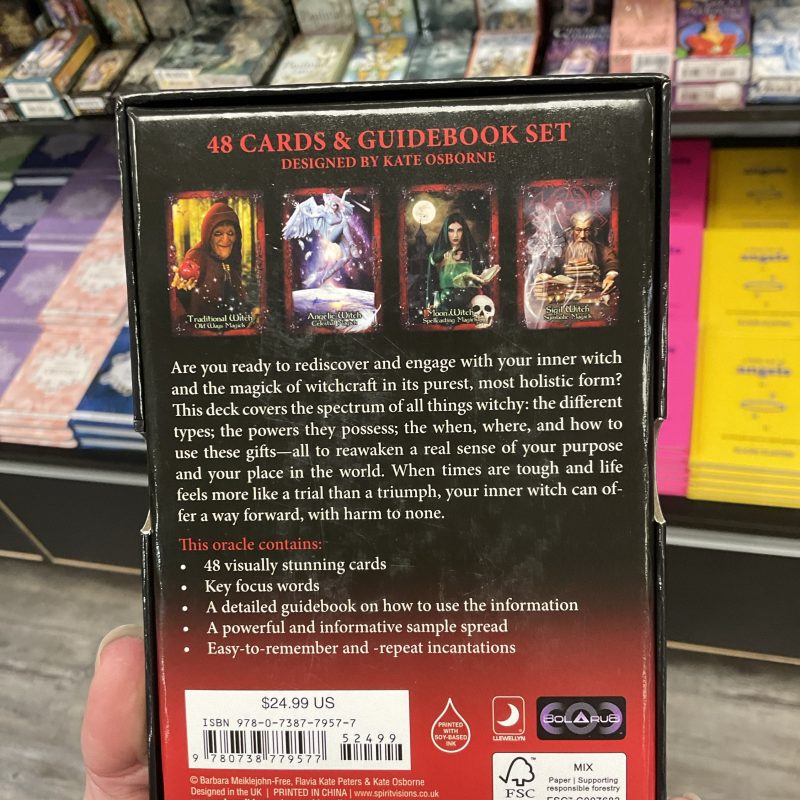 48 CARDS & GUIDEBOOK SET
DESIGNED BY KATE OSBORNE
Traditional Witch
Old Ways Magick
Angelic Witch
Celestial Magick
Moon Witch
Spellcasting Magick
Sigil Witch
Symbolic Magick
Are you ready to rediscover and engage with your inner witch
and the magick of witchcraft in its purest, most holistic form?
This deck covers the spectrum of all things witchy: the different
types; the powers they possess; the when, where, and how to
use these gifts—all to reawaken a real sense of your purpose
and your place in the world. When times are tough and life
feels more like a trial than a triumph, your inner witch can of-
fer a way forward, with harm to none.
This oracle contains:
• 48 visually stunning cards
• Key focus words
• A detailed guidebook on how to use the information
• A powerful and informative sample spread
• Easy-to-remember and -repeat incantations
$24.99 US
ISBN 978-0-7387-7957-7
52499
9 780738 779577
PRINTED
WITH
SOY-BASED
INK
LLEWELLYN
SOLARUS
© Barbara Meiklejohn-Free, Flavia Kate Peters & Kate Osborne
Designed in the UK | PRINTED IN CHINA | www.spiritvisions.co.uk
FSC
MIX
Paper | Supporting
responsible forestry
angels
angels